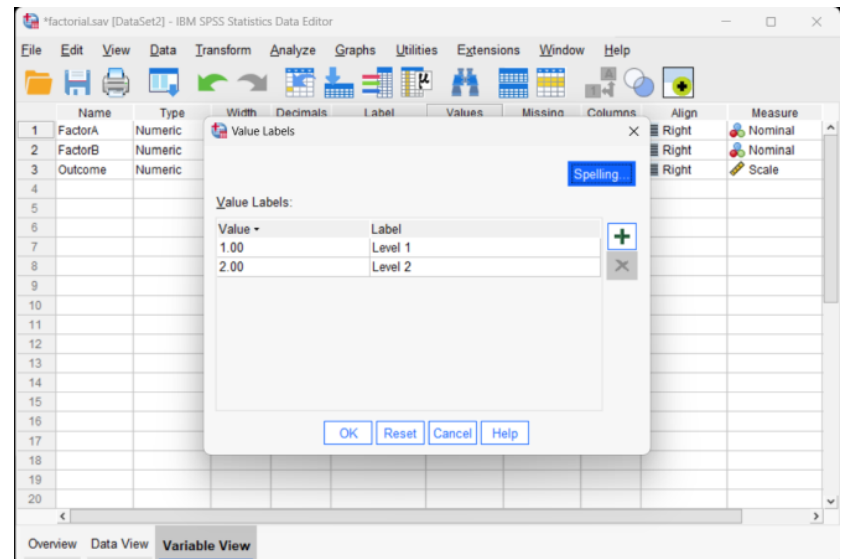 *factorial.sav [DataSet2] - IBM SPSS Statistics Data Editor
File Edit View Data Transform Analyze Graphs Utilities Extensions Window Help
Name Type Width Decimals Label Values Missing Columns Align Measure
1 FactorA Numeric Right Nominal
2 FactorB Numeric Right Nominal
3 Outcome Numeric Right Scale
4
5
6
7
8
9
10
11
12
13
14
15
16
17
18
19
20
Value Labels
Spelling...
Value Labels:
Value Label
1.00 Level 1
2.00 Level 2
OK Reset Cancel Help
Overview Data View Variable View